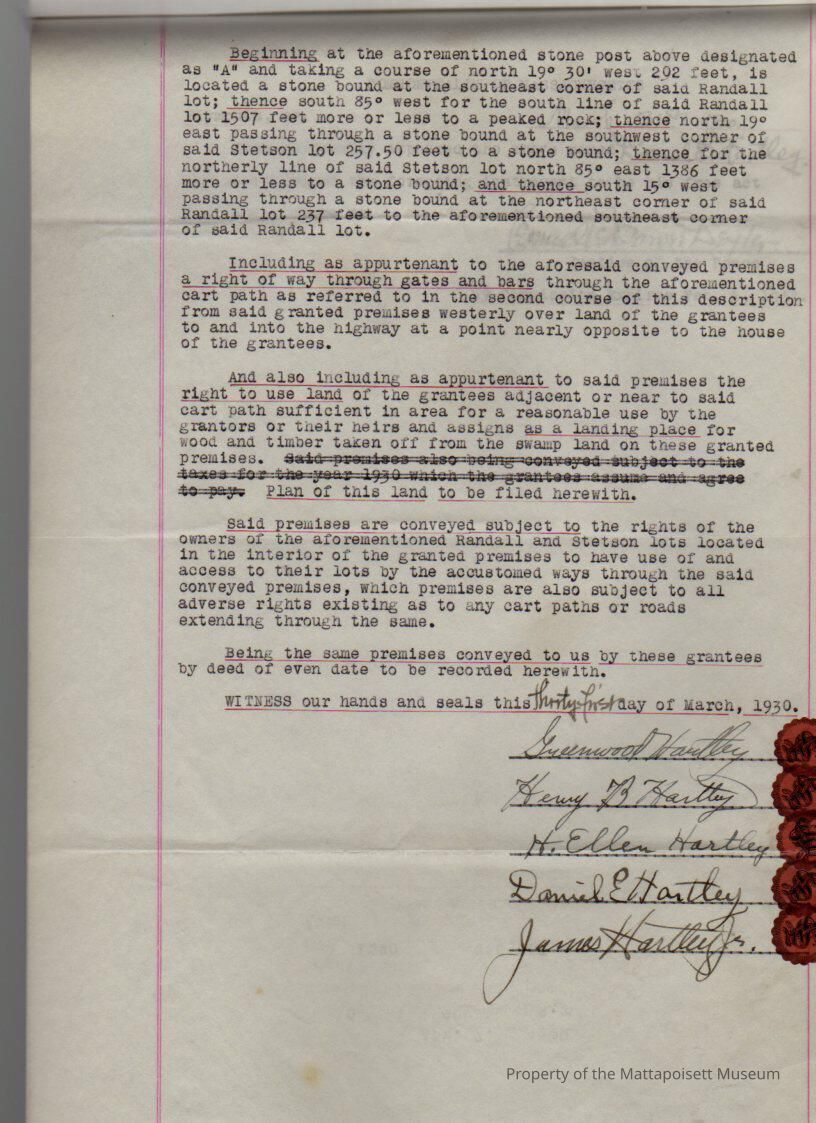 Beginning at the aforementioned stone post above designated
as "A" and taking a course of north 19° 30' west 292 feet, is
located a stone bound at the southeast corner of said Randall
lot; thence south 85° west for the south line of said Randall
lot 1507 feet more or less to a peaked rock; thence north 19°
east passing through a stone bound at the southwest corner of
said Stetson lot 257.50 feet to a stone bound; thence for the
northerly line of said Stetson lot north 85° east 1386 feet
more or less to a stone bound; and thence south 15° west
passing through a stone bound at the northeast corner of said
Randall lot 237 feet to the aforementioned southeast corner
of said Randall lot.
Including as appurtenant to the aforesaid conveyed premises
a right of way through gates and bars through the aforementioned
cart path as referred to in the second course of this description
from said granted premises westerly over land of the grantees
to and into the highway at a point nearly opposite to the house
of the grantees.
And also including as appurtenant to said premises the
right to use land of the grantees adjacent or near to said
cart path sufficient in area for a reasonable use by the
grantors or their heirs and assigns as a landing place for
wood and timber taken off from the swamp land on these granted
premises. Said premises also being conveyed subject to the
taxes for the year 1930 which the grantees assume and agree
to pay. Plan of this land to be filed herewith.
Said premises are conveyed subject to the rights of the
owners of the aforementioned Randall and Stetson lots located
in the interior of the granted premises to have use of and
access to their lots by the accustomed ways through the said
conveyed premises, which premises are also subject to all
adverse rights existing as to any cart paths or roads
extending through the same.
Being the same premises conveyed to us by these grantees
by deed of even date to be recorded herewith.
WITNESS our hands and seals this thirty-first day of March, 1930.
Greenwood Hartley
Henry B Hartley
H. Ellen Hartley
Daniel E Hartley
James Hartley Jr.
Property of the Mattapoisett Museum